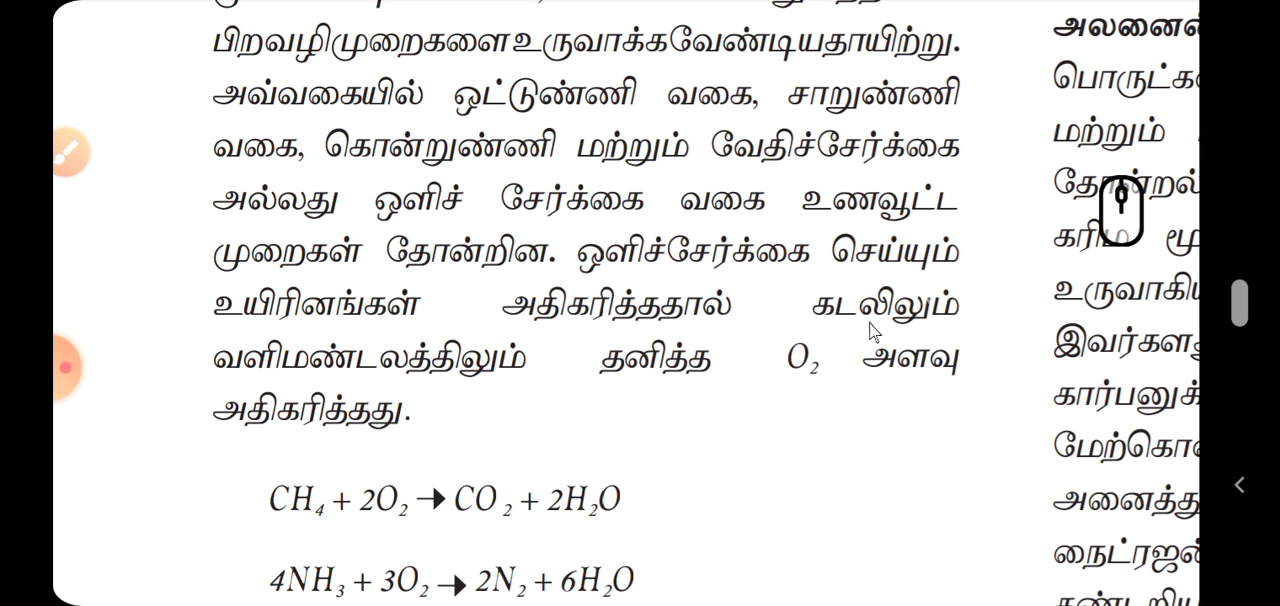 பிறவழிமுறைகளை உருவாக்கவேண்டியதாயிற்று.
அவ்வகையில் ஒட்டுண்ணி வகை, சாறுண்ணி
வகை, கொன்றுண்ணி மற்றும் வேதிச்சேர்க்கை
அல்லது ஒளிச் சேர்க்கை வகை உணவூட்ட
முறைகள் தோன்றின. ஒளிச்சேர்க்கை செய்யும்
உயிரினங்கள் அதிகரித்ததால் கடலிலும்
வளிமண்டலத்திலும் தனித்த O₂ அளவு
அதிகரித்தது.
CH₄ + 2O₂ → CO₂ + 2H₂O
4NH₃ + 3O₂ → 2N₂ + 6H₂O
மற்றும்
உருவாகி
அனைத்து